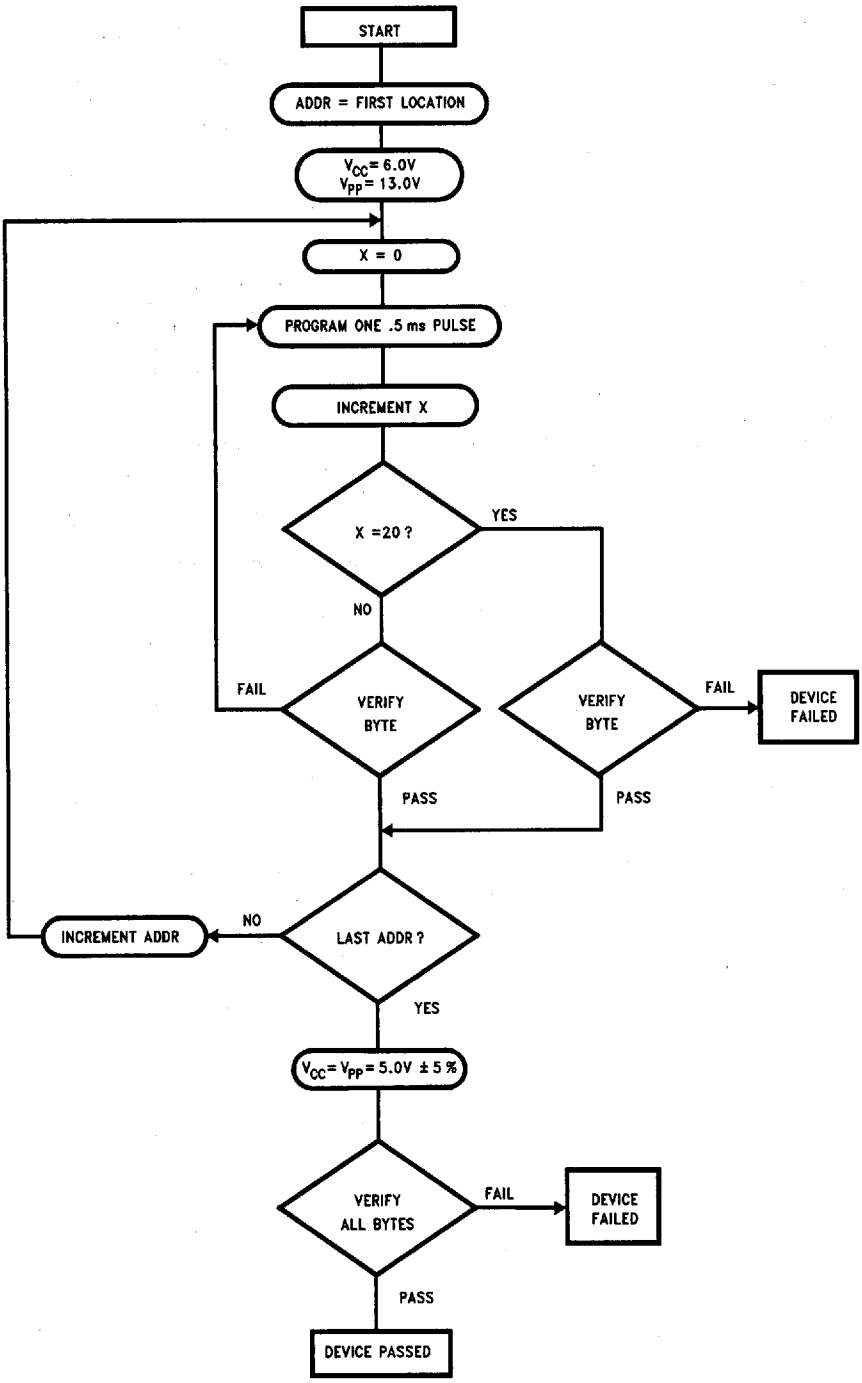 START
ADDR = FIRST LOCATION
VCC = 6.0V
VPP = 13.0V
X = 0
PROGRAM ONE .5 ms PULSE
INCREMENT X
X =20 ?
YES
NO
FAIL
VERIFY
BYTE
VERIFY
BYTE
FAIL
DEVICE
FAILED
PASS
PASS
INCREMENT ADDR
NO
LAST ADDR ?
YES
VCC = VPP = 5.0V ± 5 %
VERIFY
ALL BYTES
FAIL
DEVICE
FAILED
PASS
DEVICE PASSED